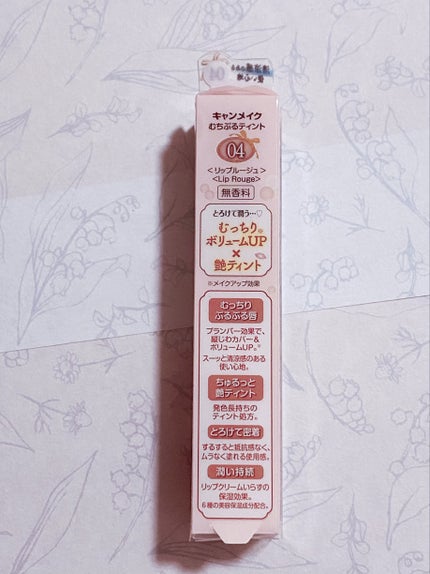 キャンメイク
むちぷるティント
04
＜リップルージュ＞
<Lip Rouge>
無香料
とろけて潤う…♡
むっちり※
ボリュームUP
×
艶ティント
※メイクアップ効果
むっちり
ぷるぷる唇
プランパー効果で、
縦じわカバー＆
ボリュームUP。※
スーッと清涼感のある
使い心地。
ちゅるっと
艶ティント
発色長持ちの
ティント処方。
とろけて密着
するすると抵抗感なく、
ムラなく塗れる使用感。
潤い持続
リップクリームいらずの
保湿効果。
6種の美容保湿成分配合。